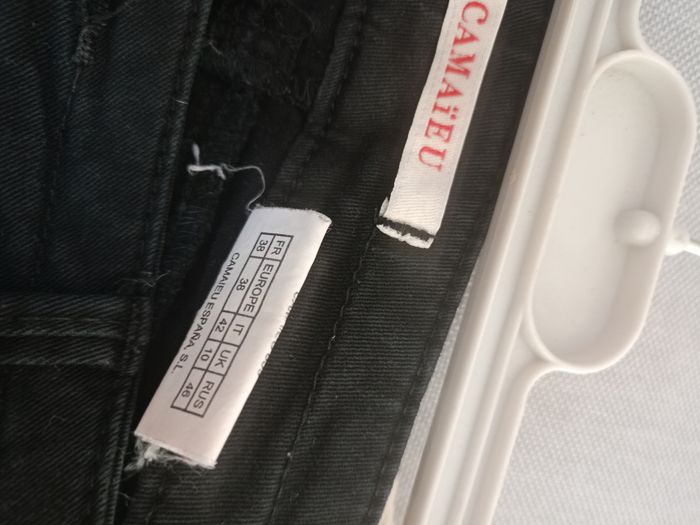 CAMAÏEU
FR EUROPE IT UK RUS
38 38 42 10 46
CAMAIEU ESPAÑA, S.L.